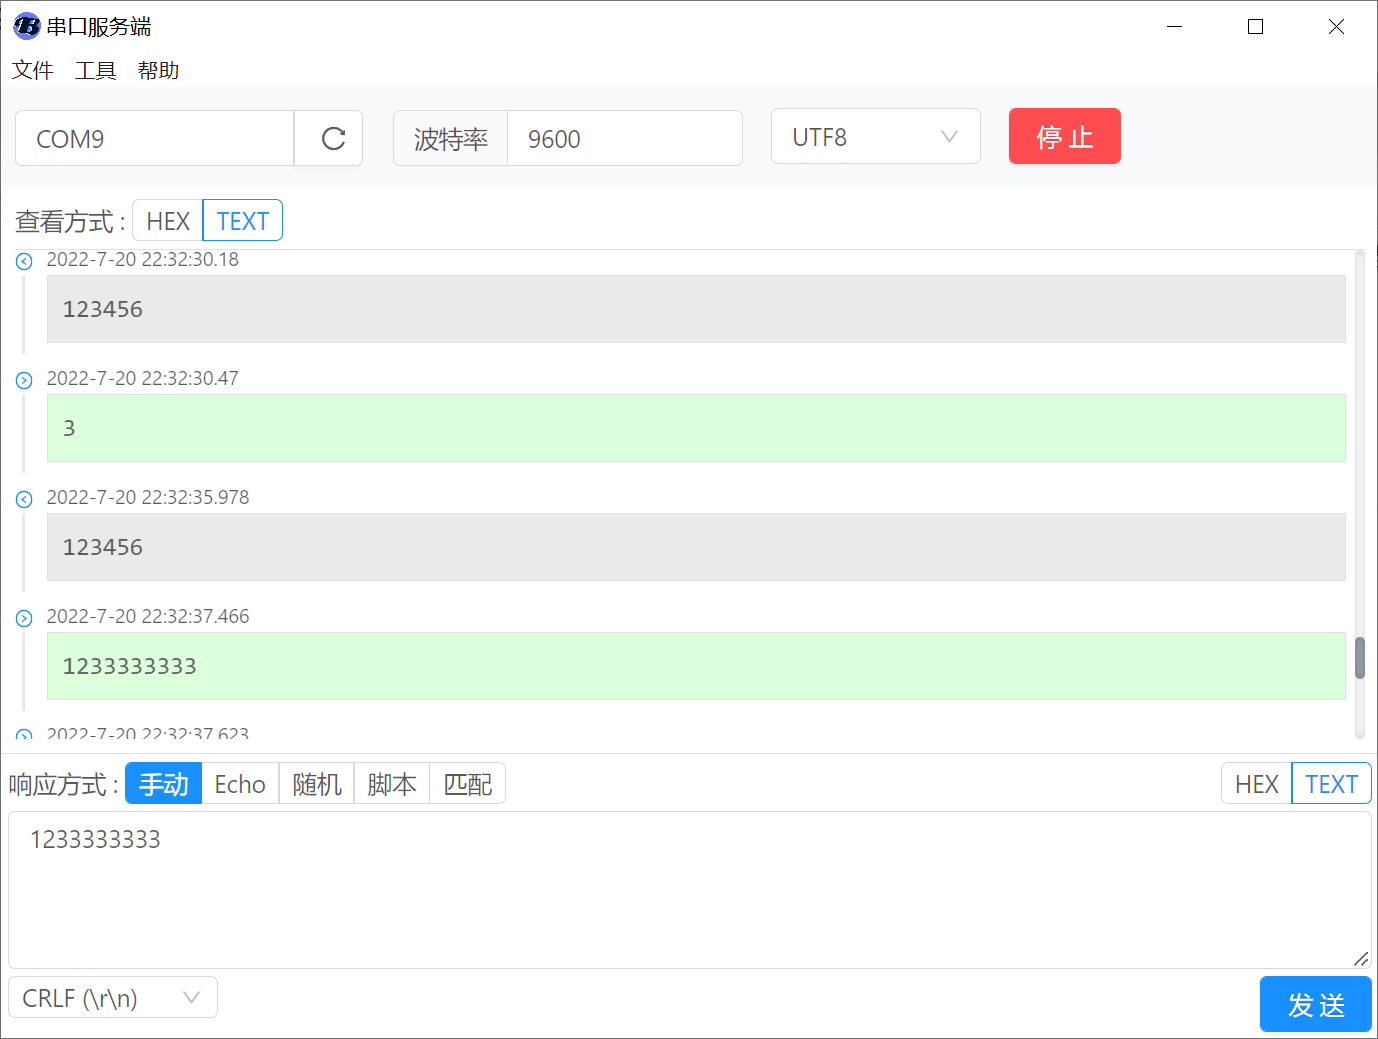 串口服务端
文件 工具 帮助
COM9 波特率 9600 UTF8 停止
查看方式 : HEX TEXT
2022-7-20 22:32:30.18
123456
2022-7-20 22:32:30.47
3
2022-7-20 22:32:35.978
123456
2022-7-20 22:32:37.466
1233333333
2022-7-20 22:32:37.623
响应方式 : 手动 Echo 随机 脚本 匹配 HEX TEXT
1233333333
CRLF (\r\n) 发送